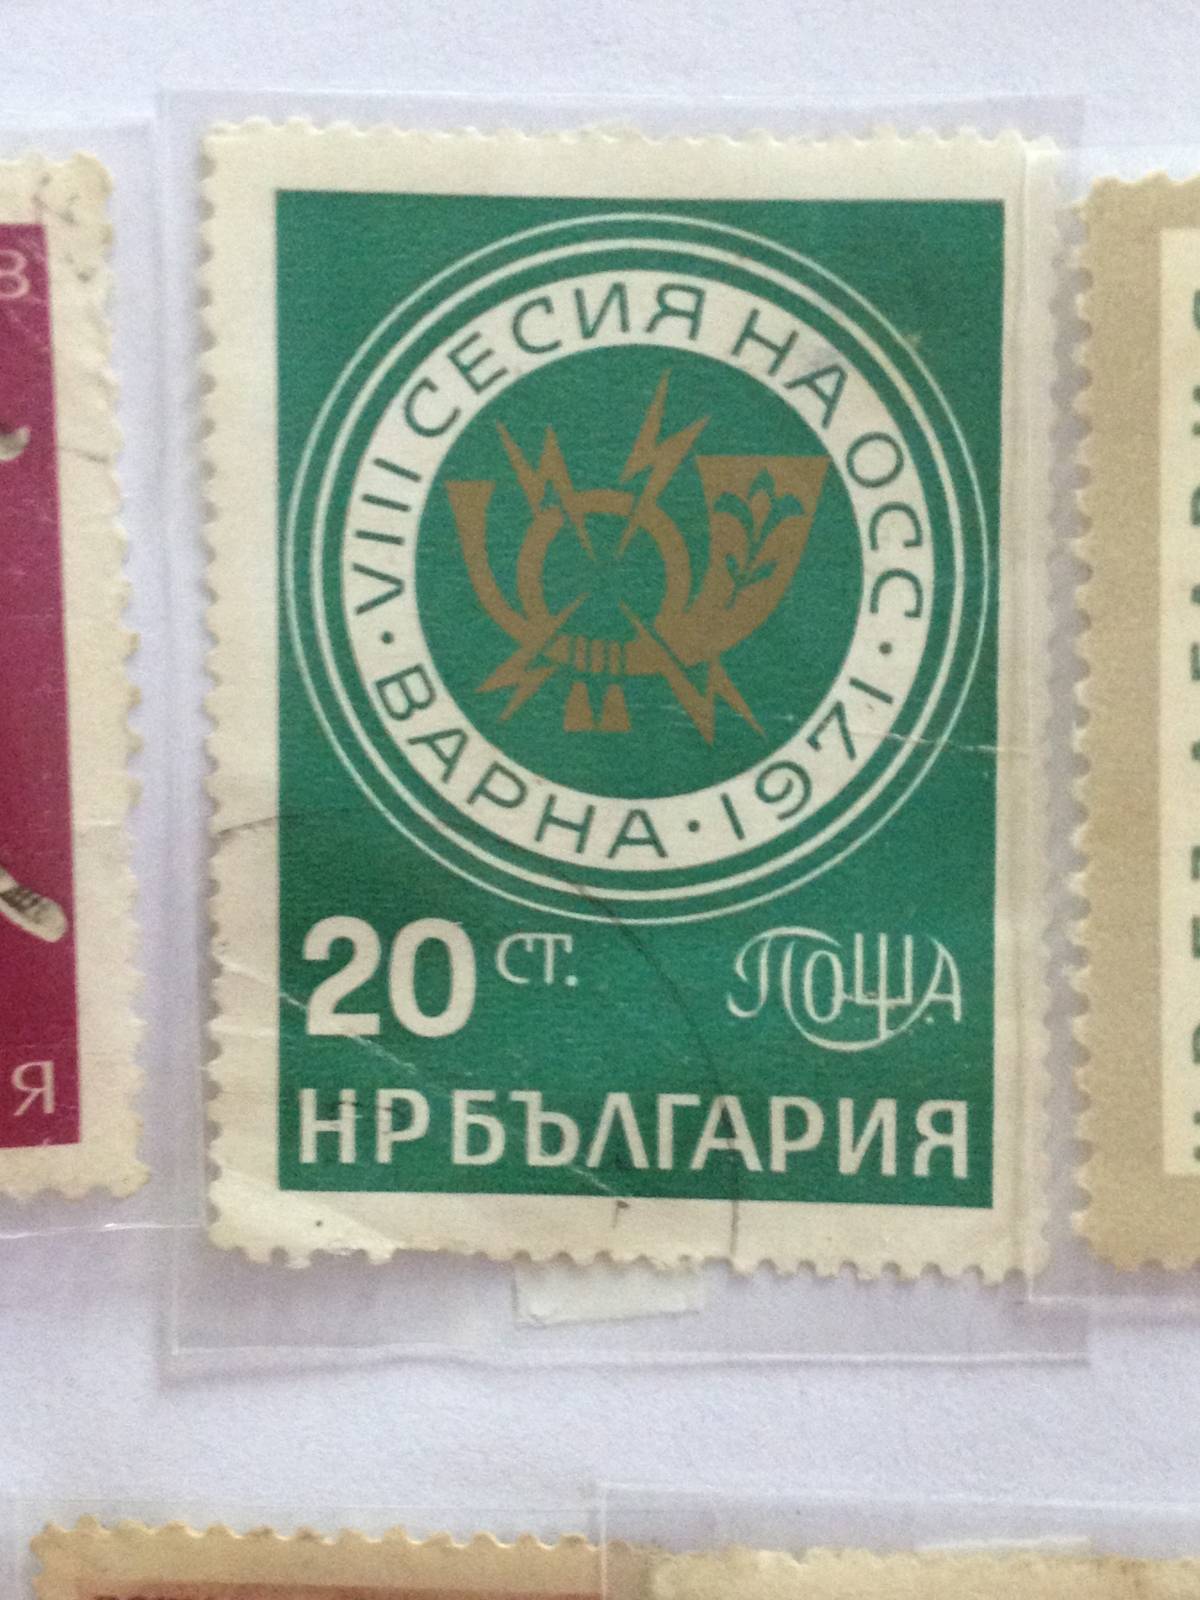 VIII СЕСИЯ НА ОСС · 1971 · ВАРНА ·
20 СТ.
ПОЩА
НР БЪЛГАРИЯ
В
Я